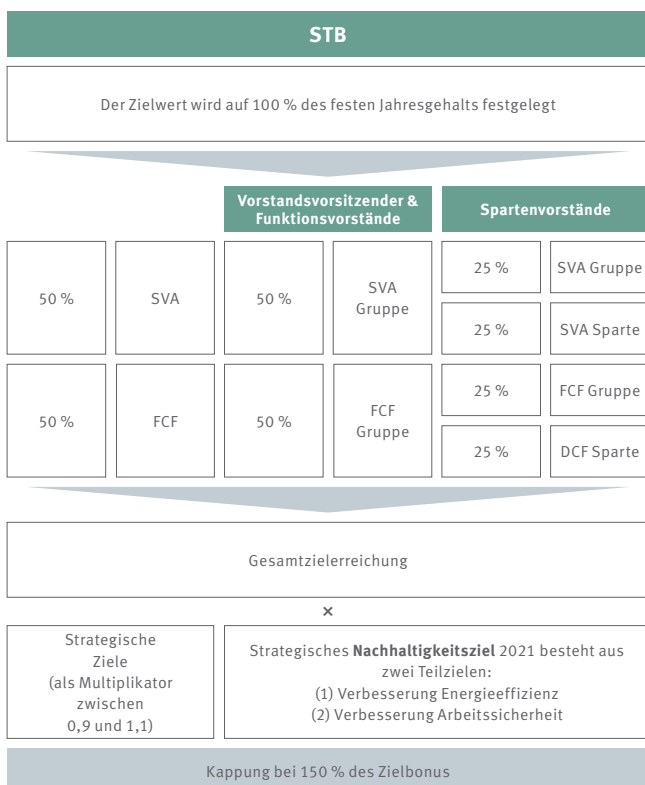 STB
Der Zielwert wird auf 100 % des festen Jahresgehalts festgelegt
Vorstandsvorsitzender &
Funktionsvorstände
Spartenvorstände
50 %
SVA
50 %
SVA
Gruppe
25 %
SVA Gruppe
25 %
SVA Sparte
50 %
FCF
50 %
FCF
Gruppe
25 %
FCF Gruppe
25 %
DCF Sparte
Gesamtzielerreichung
×
Strategische
Ziele
(als Multiplikator
zwischen
0,9 und 1,1)
Strategisches Nachhaltigkeitsziel 2021 besteht aus
zwei Teilzielen:
(1) Verbesserung Energieeffizienz
(2) Verbesserung Arbeitssicherheit
Kappung bei 150 % des Zielbonus